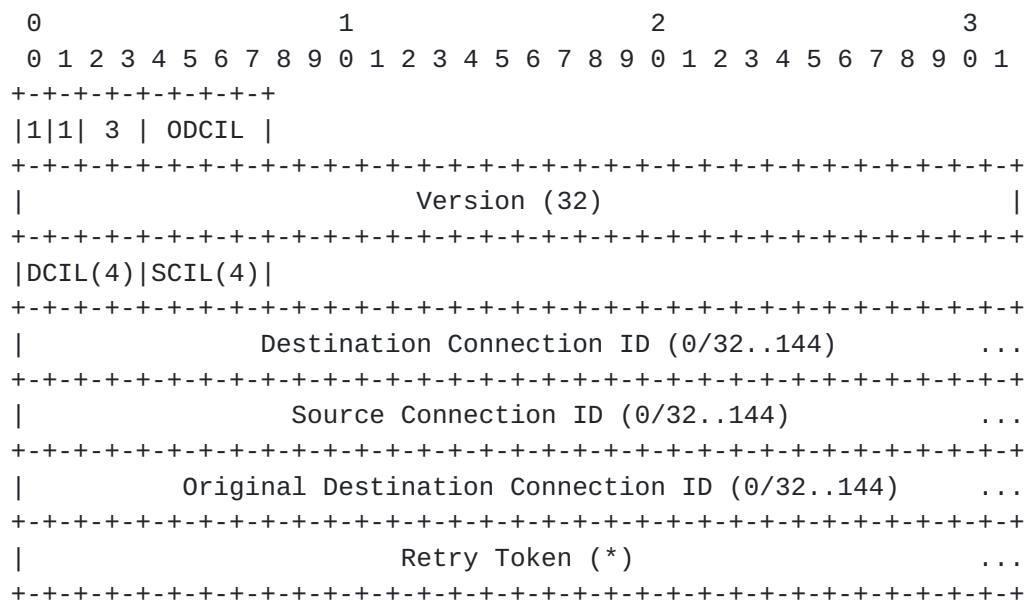 0                   1                   2                   3
 0 1 2 3 4 5 6 7 8 9 0 1 2 3 4 5 6 7 8 9 0 1 2 3 4 5 6 7 8 9 0 1
+-+-+-+-+-+-+-+-+
|1|1| 3 | ODCIL |
+-+-+-+-+-+-+-+-+-+-+-+-+-+-+-+-+-+-+-+-+-+-+-+-+-+-+-+-+-+-+-+-+
|                         Version (32)                          |
+-+-+-+-+-+-+-+-+-+-+-+-+-+-+-+-+-+-+-+-+-+-+-+-+-+-+-+-+-+-+-+-+
|DCIL(4)|SCIL(4)|
+-+-+-+-+-+-+-+-+-+-+-+-+-+-+-+-+-+-+-+-+-+-+-+-+-+-+-+-+-+-+-+-+
|               Destination Connection ID (0/32..144)         ...
+-+-+-+-+-+-+-+-+-+-+-+-+-+-+-+-+-+-+-+-+-+-+-+-+-+-+-+-+-+-+-+-+
|                 Source Connection ID (0/32..144)            ...
+-+-+-+-+-+-+-+-+-+-+-+-+-+-+-+-+-+-+-+-+-+-+-+-+-+-+-+-+-+-+-+-+
|          Original Destination Connection ID (0/32..144)     ...
+-+-+-+-+-+-+-+-+-+-+-+-+-+-+-+-+-+-+-+-+-+-+-+-+-+-+-+-+-+-+-+-+
|                        Retry Token (*)                      ...
+-+-+-+-+-+-+-+-+-+-+-+-+-+-+-+-+-+-+-+-+-+-+-+-+-+-+-+-+-+-+-+-+